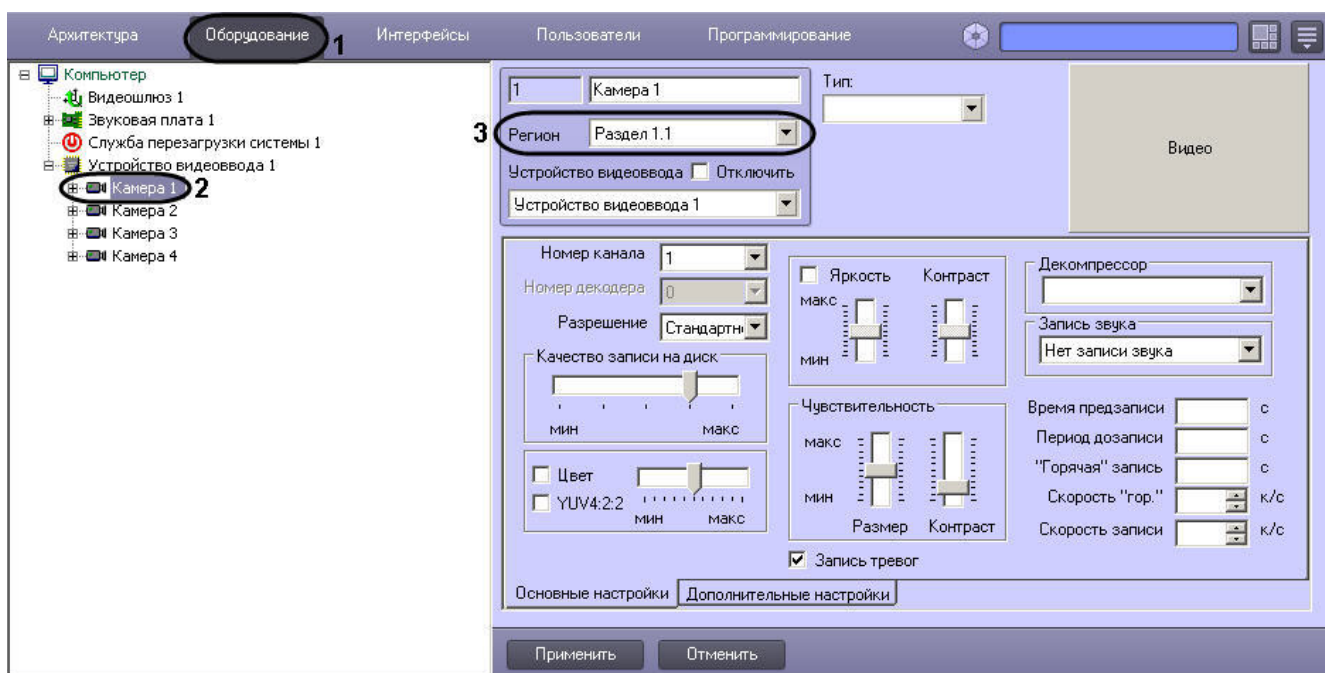 Архитектура Оборудование 1 Интерфейсы Пользователи Программирование
Компьютер
Видеошлюз 1
Звуковая плата 1
Служба перезагрузки системы 1
Устройство видеоввода 1
Камера 1 2
Камера 2
Камера 3
Камера 4
1 Камера 1
Тип:
3 Регион Раздел 1.1
Устройство видеоввода Отключить
Устройство видеоввода 1
Видео
Номер канала 1
Номер декодера 0
Разрешение Стандартн
Качество записи на диск
мин макс
Цвет
YUV4:2:2
мин макс
Яркость Контраст
макс
мин
Чувствительность
макс
мин
Размер Контраст
Запись тревог
Декомпрессор
Запись звука
Нет записи звука
Время предзаписи с
Период дозаписи с
"Горячая" запись с
Скорость "гор." к/с
Скорость записи к/с
Основные настройки Дополнительные настройки
Применить Отменить